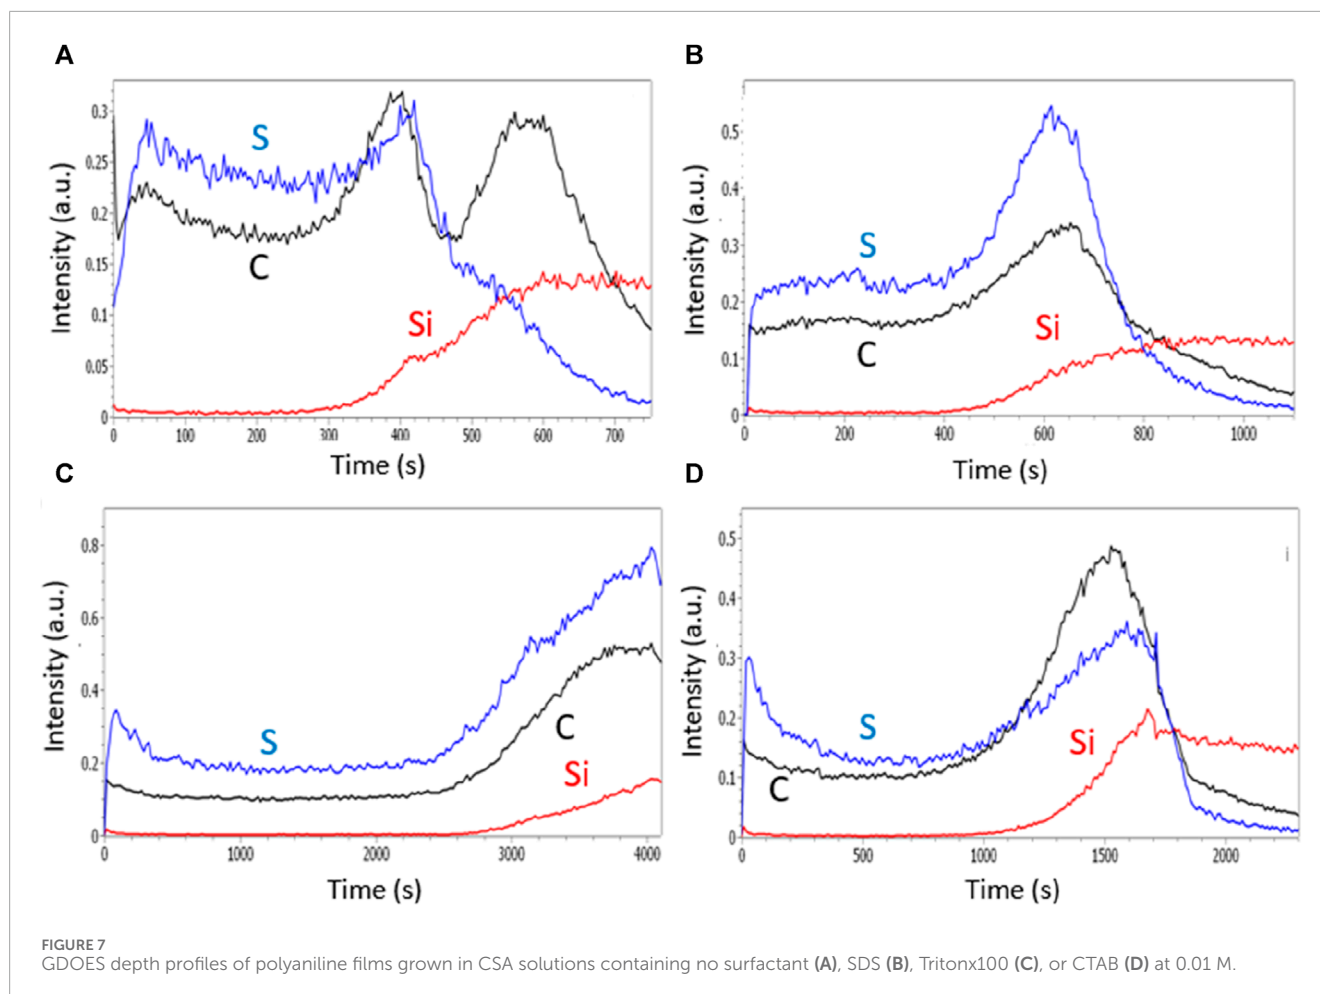 A
B
Intensity (a.u.)
0.3
0.25
0.2
0.15
0.1
0.05
0
S
C
Si
0 100 200 300 400 500 600 700
Time (s)
Intensity (a.u.)
0.5
0.4
0.3
0.2
0.1
0
S
C
Si
0 200 400 600 800 1000
Time (s)
C
D
Intensity (a.u.)
0.8
0.6
0.4
0.2
0
S
C
Si
0 1000 2000 3000 4000
Time (s)
Intensity (a.u.)
0.5
0.4
0.3
0.2
0.1
0
S
C
Si
i
0 500 1000 1500 2000
Time (s)
FIGURE 7
GDOES depth profiles of polyaniline films grown in CSA solutions containing no surfactant (A), SDS (B), Tritonx100 (C), or CTAB (D) at 0.01 M.